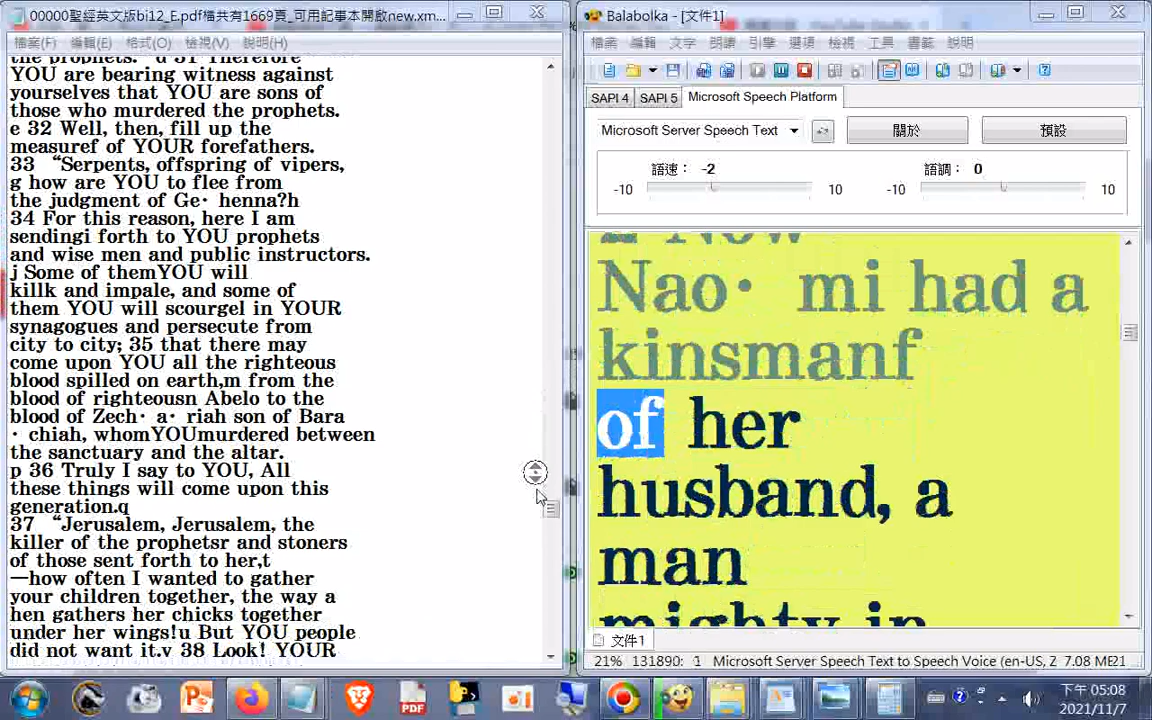 00000聖經英文版bi12_E.pdf檔共有1669頁_可用記事本開啟new.xm...
檔案(F) 編輯(E) 格式(O) 檢視(V) 說明(H)
the prophets.' d 31 Therefore
YOU are bearing witness against
yourselves that YOU are sons of
those who murdered the prophets.
e 32 Well, then, fill up the
measuref of YOUR forefathers.
33 “Serpents, offspring of vipers,
g how are YOU to flee from
the judgment of Ge· henna?h
34 For this reason, here I am
sendingi forth to YOU prophets
and wise men and public instructors.
j Some of themYOU will
killk and impale, and some of
them YOU will scourgel in YOUR
synagogues and persecute from
city to city; 35 that there may
come upon YOU all the righteous
blood spilled on earth,m from the
blood of righteousn Abelo to the
blood of Zech· a· riah son of Bara
· chiah, whomYOUmurdered between
the sanctuary and the altar.
p 36 Truly I say to YOU, All
these things will come upon this
generation.q
37 “Jerusalem, Jerusalem, the
killer of the prophetsr and stoners
of those sent forth to her,t
—how often I wanted to gather
your children together, the way a
hen gathers her chicks together
under her wings!u But YOU people
did not want it.v 38 Look! YOUR
Balabolka - [文件1]
檔案 編輯 文字 朗讀 引擎 選項 檢視 工具 書籤 說明
SAPI 4 SAPI 5 Microsoft Speech Platform
Microsoft Server Speech Text 關於 預設
語速： -2 語調： 0
-10 10 -10 10
Now
Nao· mi had a
kinsmanf
of her
husband, a
man
mighty in
文件1
21% 131890: 1 Microsoft Server Speech Text to Speech Voice (en-US, Z 7.08 ME21
PDF
下午 05:08
2021/11/7